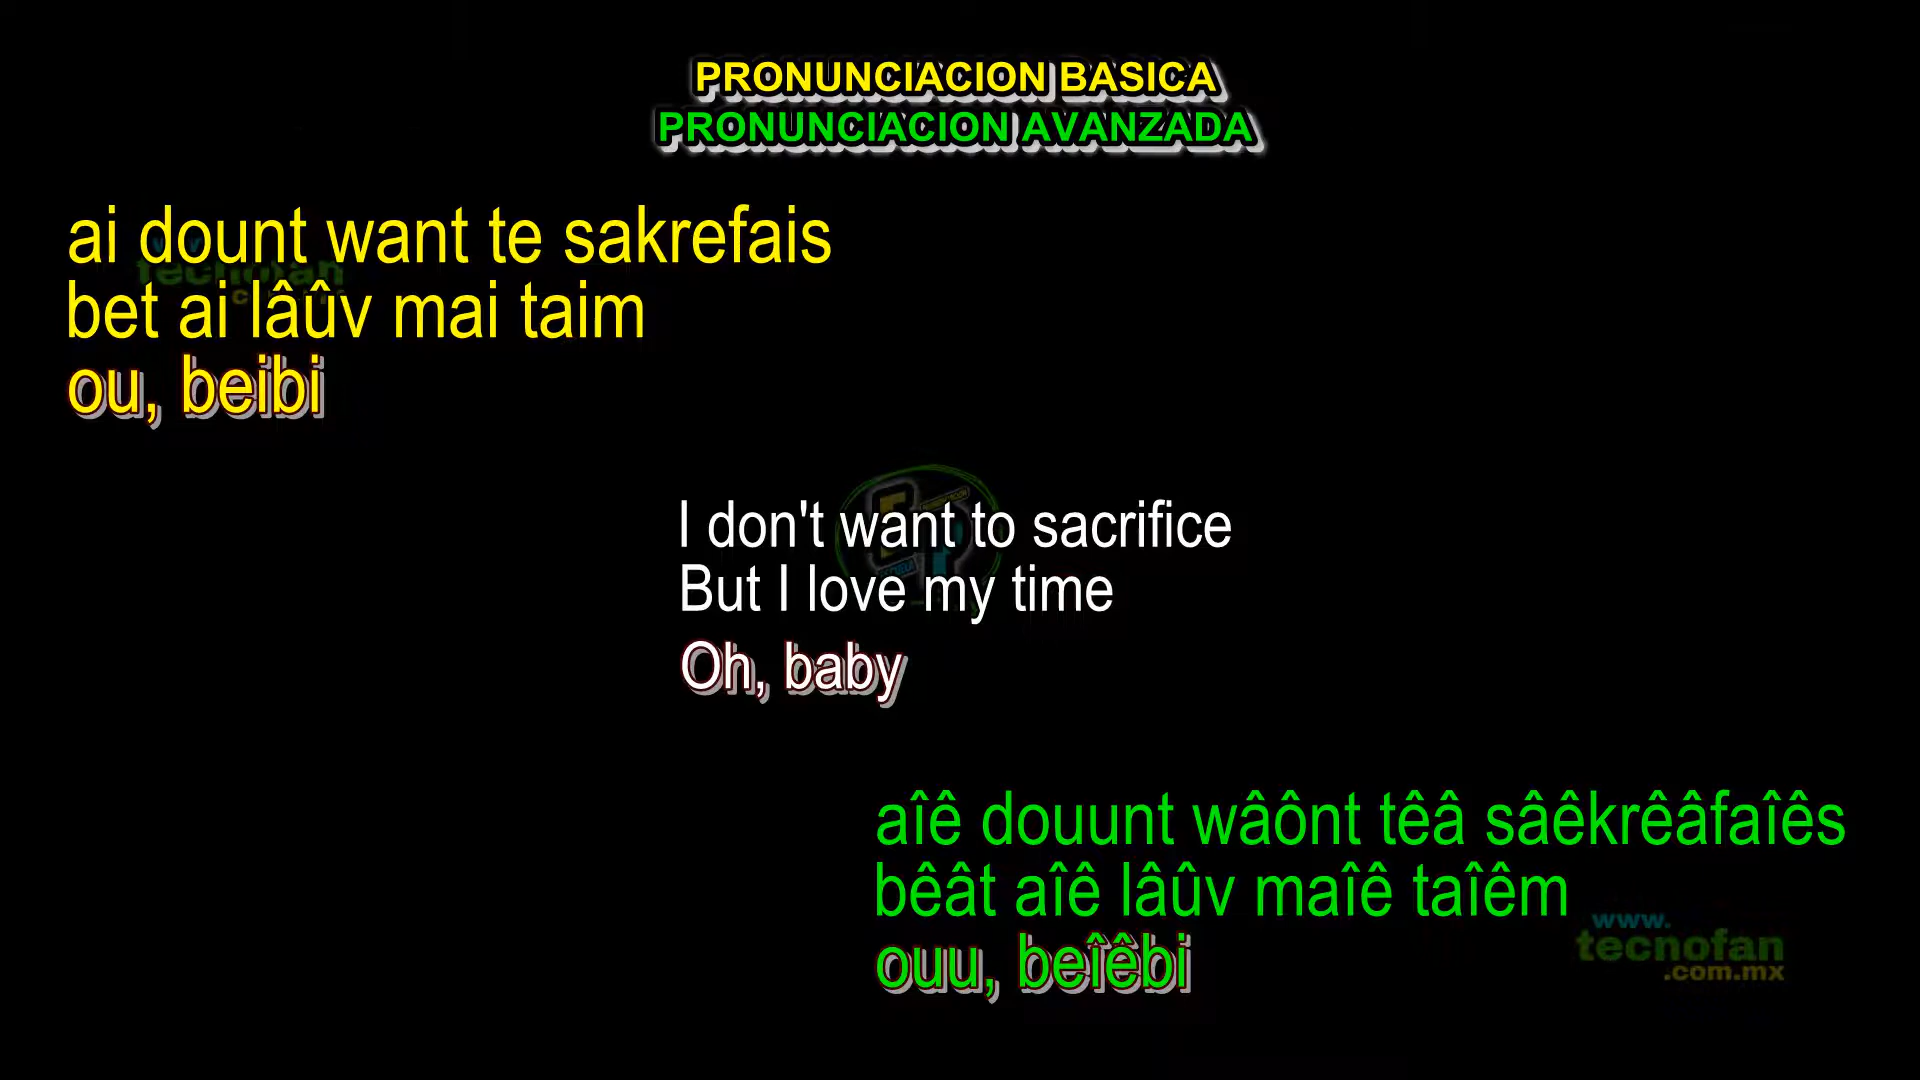 PRONUNCIACION BASICA
PRONUNCIACION AVANZADA
ai dount want te sakrefais
bet ai lâûv mai taim
ou, beibi
I don't want to sacrifice
But I love my time
Oh, baby
aîê douunt wâônt têâ sâêkrêâfaîês
bêât aîê lâûv maîê taîêm
ouu, beîêbi
www.
tecnofan
.com.mx